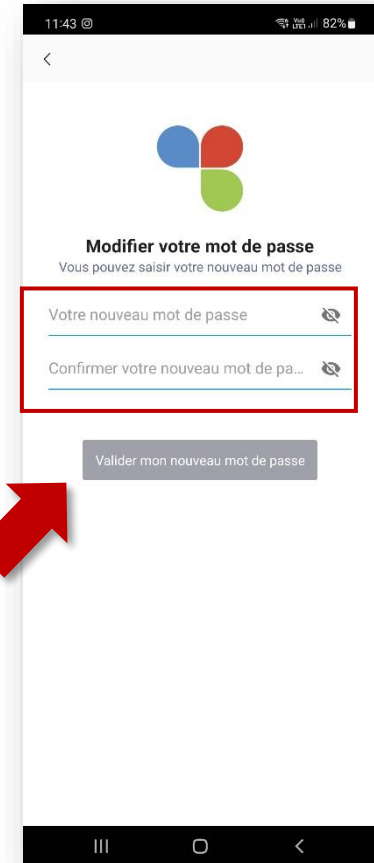 11:43 82%
Modifier votre mot de passe
Vous pouvez saisir votre nouveau mot de passe
Votre nouveau mot de passe
Confirmer votre nouveau mot de pa...
Valider mon nouveau mot de passe